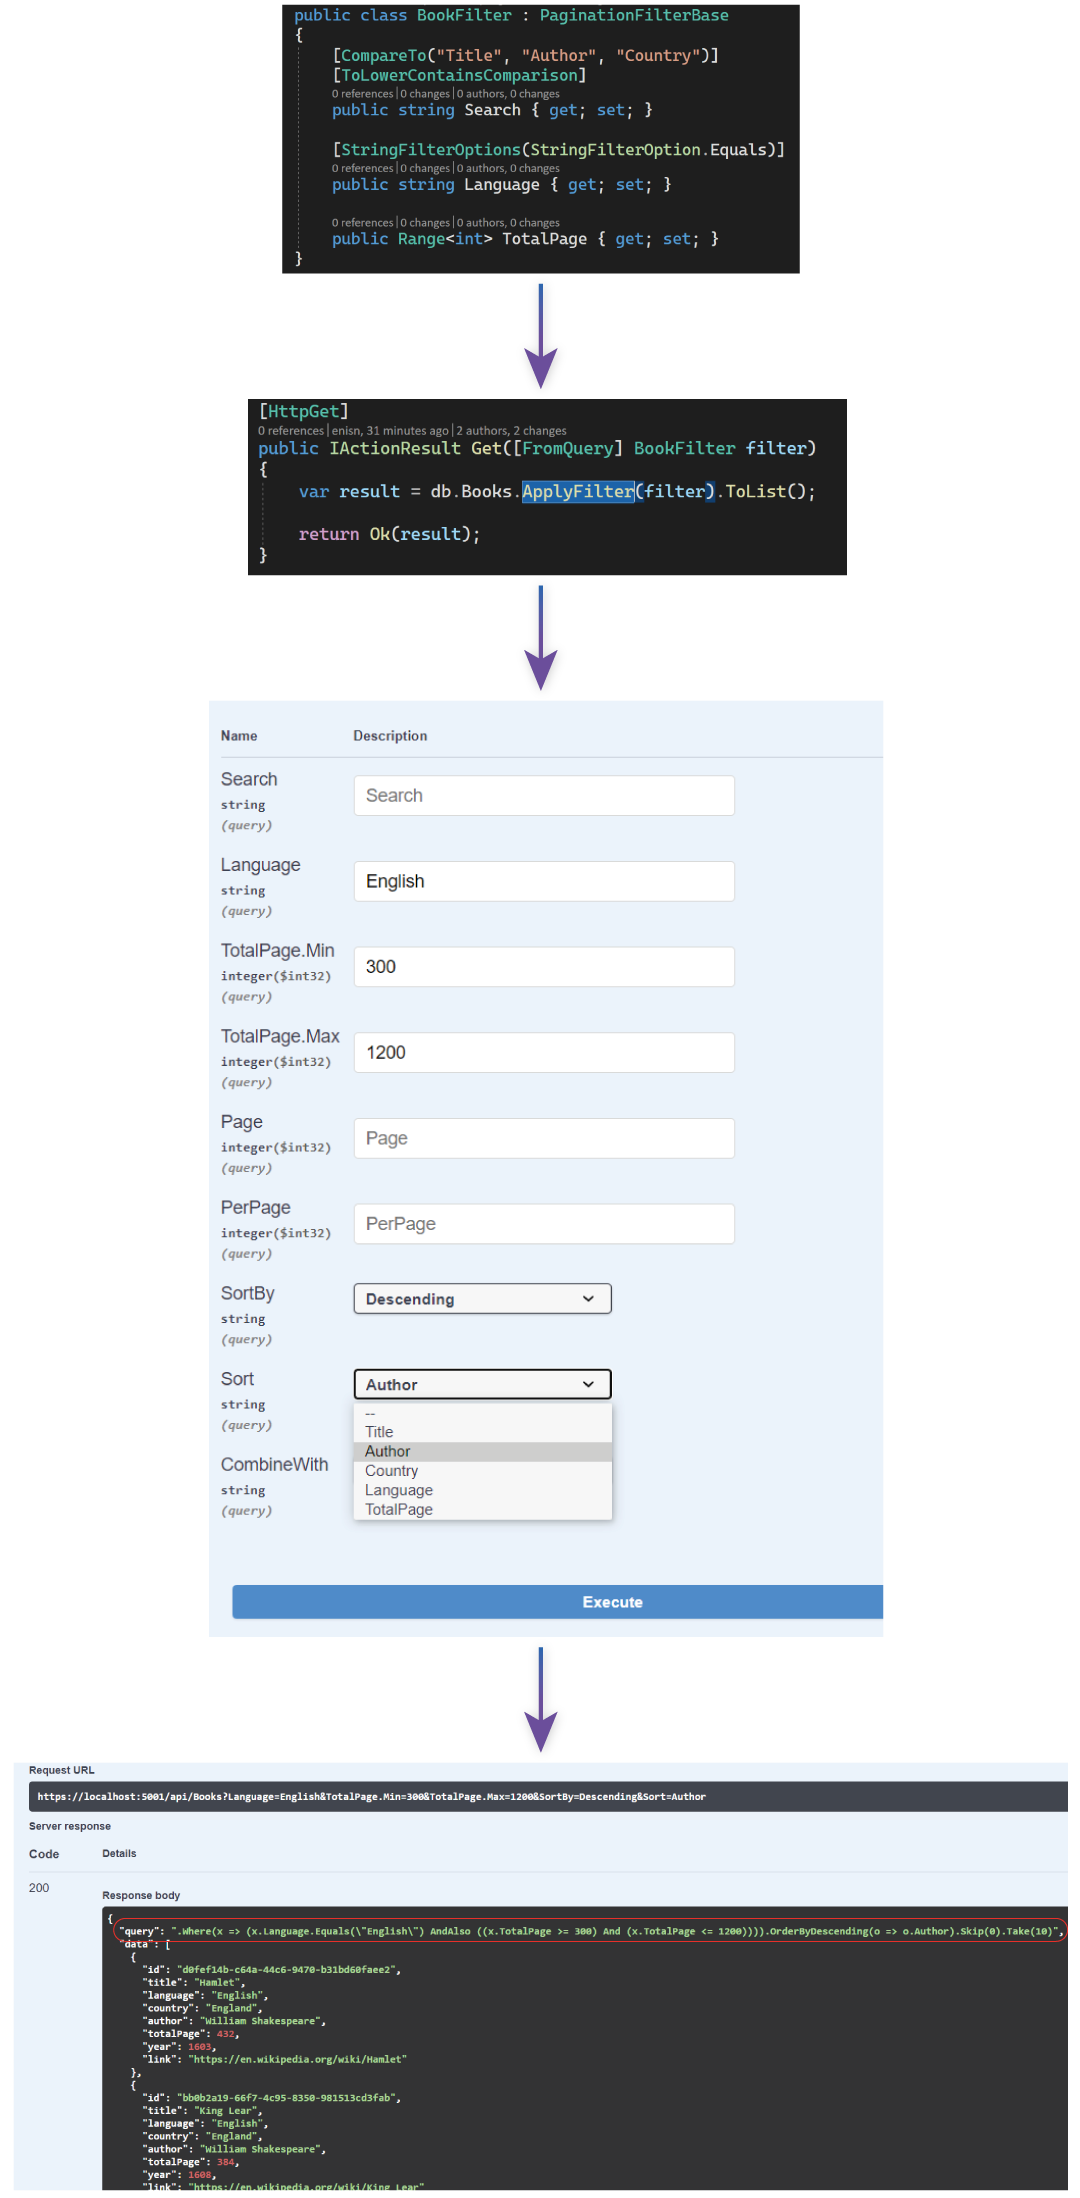 public class BookFilter : PaginationFilterBase
{
[CompareTo("Title", "Author", "Country")]
[ToLowerContainsComparison]
0 references | 0 changes | 0 authors, 0 changes
public string Search { get; set; }
[StringFilterOptions(StringFilterOption.Equals)]
0 references | 0 changes | 0 authors, 0 changes
public string Language { get; set; }
0 references | 0 changes | 0 authors, 0 changes
public Range<int> TotalPage { get; set; }
}
[HttpGet]
0 references | enisn, 31 minutes ago | 2 authors, 2 changes
public IActionResult Get([FromQuery] BookFilter filter)
{
var result = db.Books.ApplyFilter(filter).ToList();
return Ok(result);
}
Name Description
Search
string
(query)
Search
Language
string
(query)
English
TotalPage.Min
integer($int32)
(query)
300
TotalPage.Max
integer($int32)
(query)
1200
Page
integer($int32)
(query)
Page
PerPage
integer($int32)
(query)
PerPage
SortBy
string
(query)
Descending
Sort
string
(query)
Author
--
Title
Author
Country
Language
TotalPage
CombineWith
string
(query)
Execute
Request URL
https://localhost:5001/api/Books?Language=English&TotalPage.Min=300&TotalPage.Max=1200&SortBy=Descending&Sort=Author
Server response
Code Details
200
Response body
{
"query": ".Where(x => (x.Language.Equals(\"English\") AndAlso ((x.TotalPage >= 300) And (x.TotalPage <= 1200)))).OrderByDescending(o => o.Author).Skip(0).Take(10)",
"data": [
{
"id": "d0fef14b-c64a-44c6-9470-b31bd60faee2",
"title": "Hamlet",
"language": "English",
"country": "England",
"author": "William Shakespeare",
"totalPage": 432,
"year": 1603,
"link": "https://en.wikipedia.org/wiki/Hamlet"
},
{
"id": "bb0b2a19-66f7-4c95-8350-981513cd3fab",
"title": "King Lear",
"language": "English",
"country": "England",
"author": "William Shakespeare",
"totalPage": 384,
"year": 1608,
"link": "https://en.wikipedia.org/wiki/King_Lear"